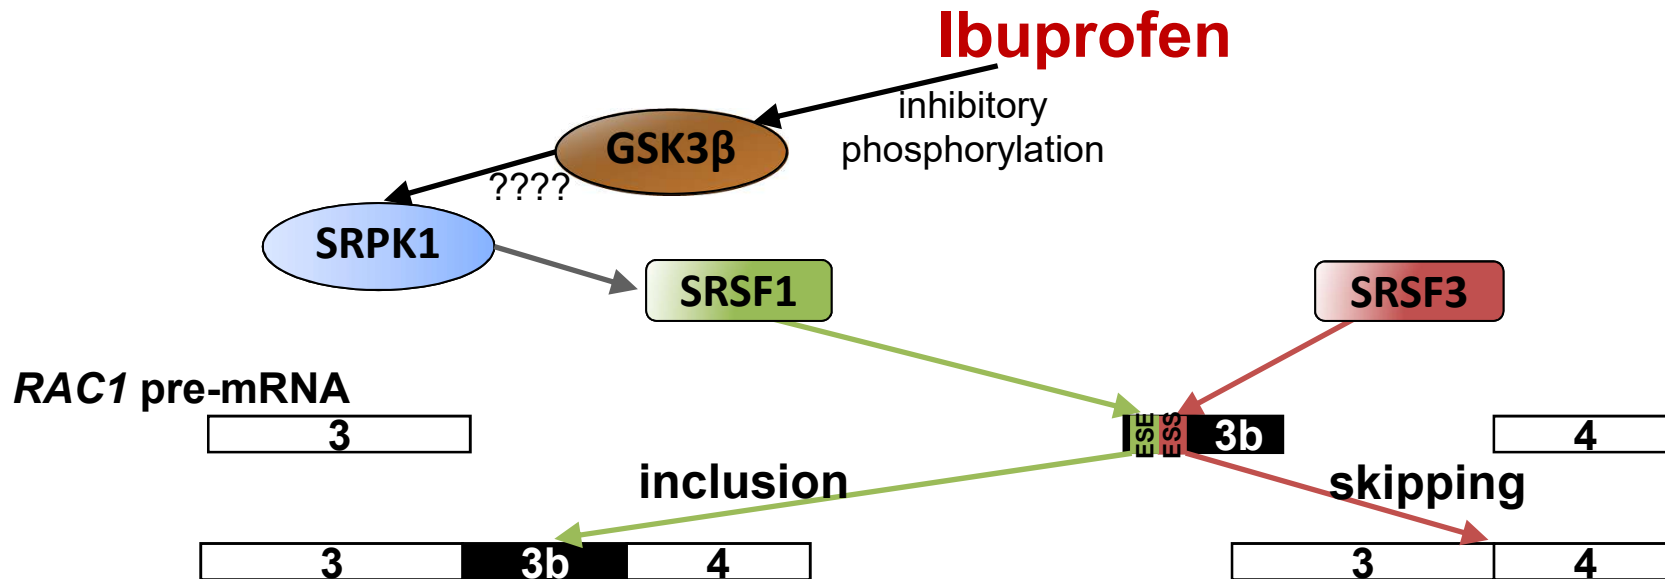 Ibuprofen
inhibitory
phosphorylation
GSK3β
????
SRPK1
SRSF1
SRSF3
RAC1 pre-mRNA
3
ESE
ESS
3b
4
inclusion
skipping
3
3b
4
3
4